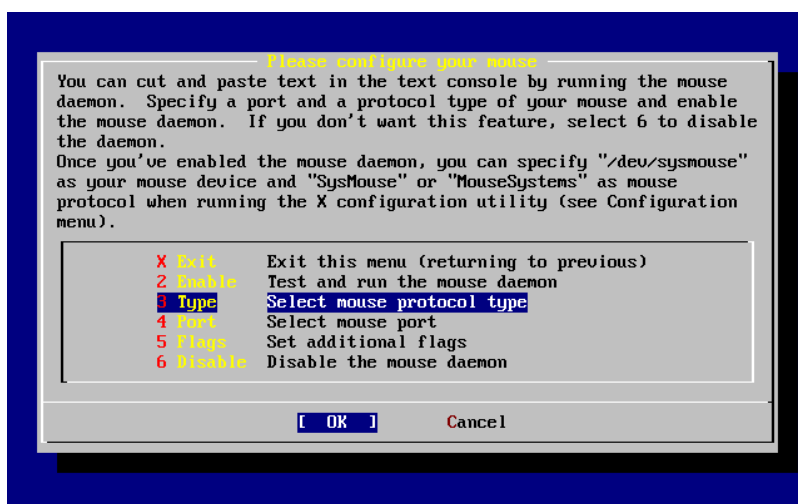 Please configure your mouse
You can cut and paste text in the text console by running the mouse
daemon.  Specify a port and a protocol type of your mouse and enable
the mouse daemon.  If you don't want this feature, select 6 to disable
the daemon.
Once you've enabled the mouse daemon, you can specify "/dev/sysmouse"
as your mouse device and "SysMouse" or "MouseSystems" as mouse
protocol when running the X configuration utility (see Configuration
menu).
X Exit Exit this menu (returning to previous)
2 Enable Test and run the mouse daemon
3 Type Select mouse protocol type
4 Port Select mouse port
5 Flags Set additional flags
6 Disable Disable the mouse daemon
[ OK ] Cancel